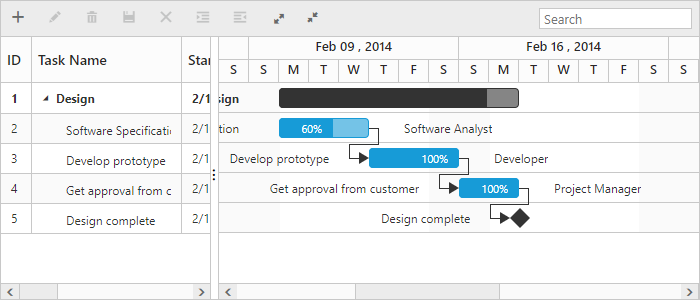 Search
ID Task Name Star Feb 09 , 2014 Feb 16 , 2014
S S M T W T F S S M T W T F S S
1 Design 2/1 sign
2 Software Specificatio 2/1 tion 60% Software Analyst
3 Develop prototype 2/1 Develop prototype 100% Developer
4 Get approval from c 2/1 Get approval from customer 100% Project Manager
5 Design complete 2/1 Design complete